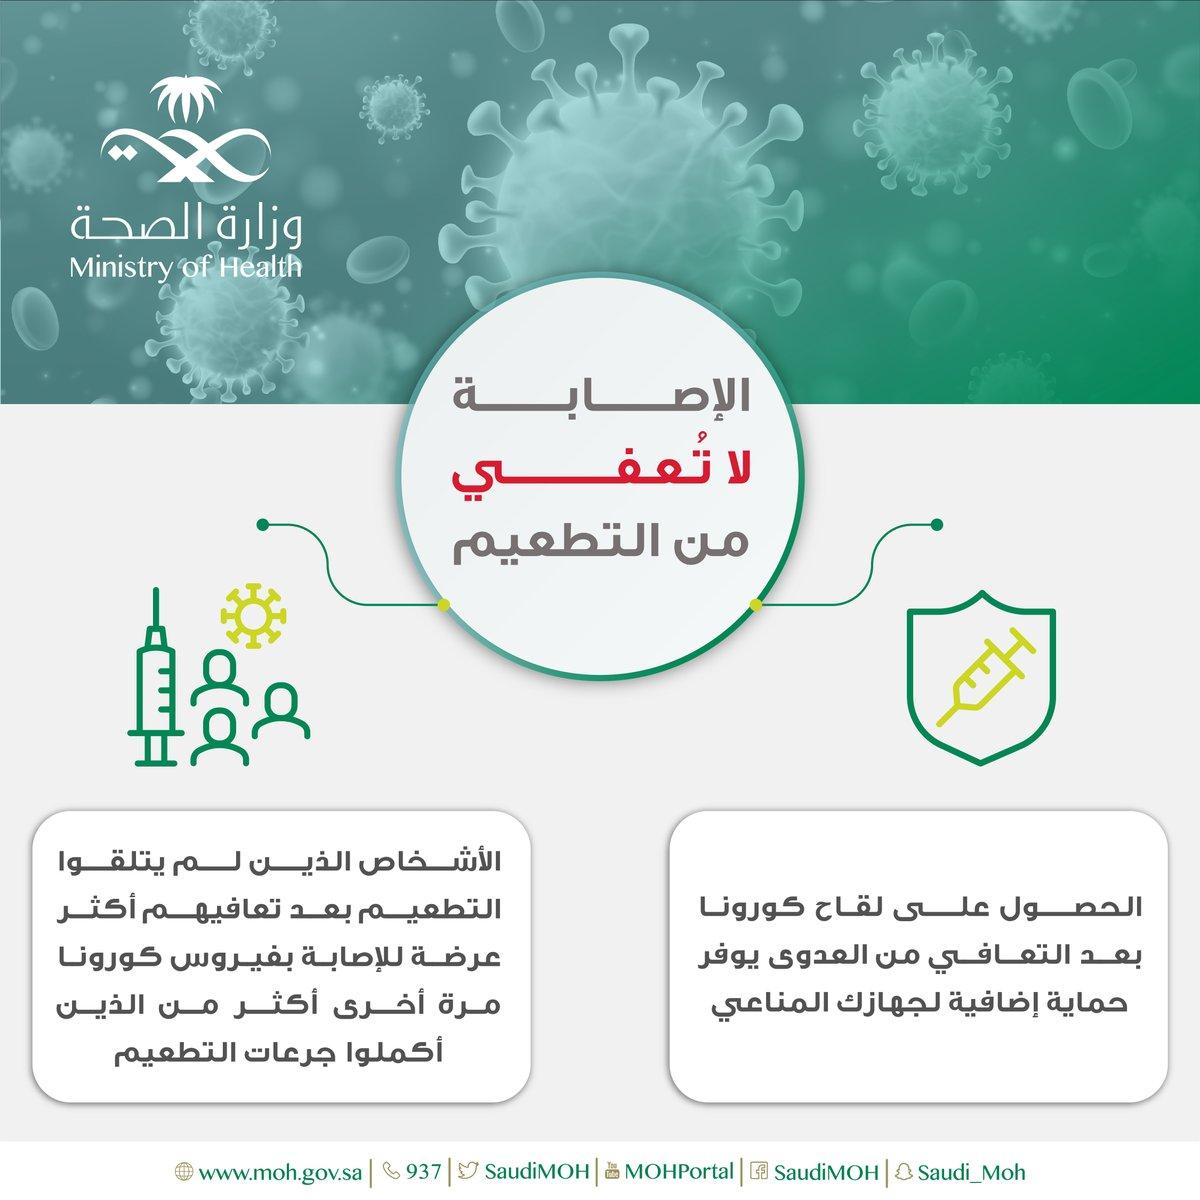 وزارة الصحة
Ministry of Health
الإصابة
لا تُعفي
من التطعيم
الحصول على لقاح كورونا
بعد التعافي من العدوى يوفر
حماية إضافية لجهازك المناعي
الأشخاص الذين لم يتلقوا
التطعيم بعد تعافيهم أكثر
عرضة للإصابة بفيروس كورونا
مرة أخرى أكثر من الذين
أكملوا جرعات التطعيم
www.moh.gov.sa | 937 | SaudiMOH | MOHPortal | SaudiMOH | Saudi_Moh